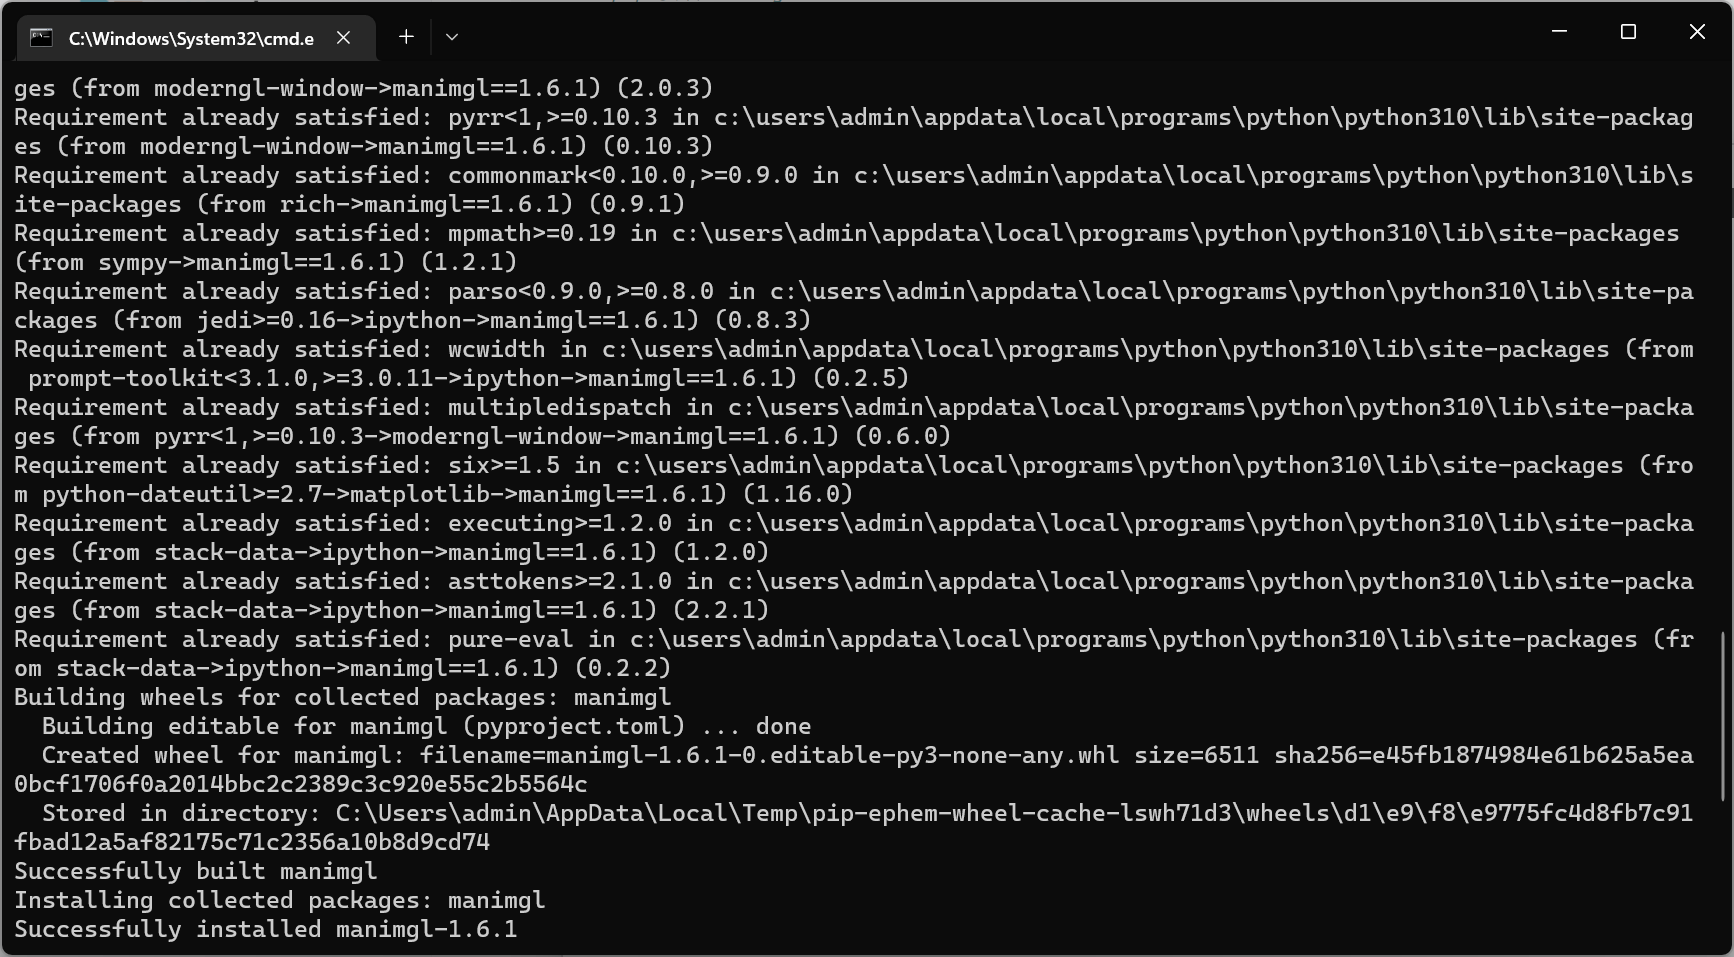 C:\Windows\System32\cmd.e
ges (from moderngl-window->manimgl==1.6.1) (2.0.3)
Requirement already satisfied: pyrr<1,>=0.10.3 in c:\users\admin\appdata\local\programs\python\python310\lib\site-packag
es (from moderngl-window->manimgl==1.6.1) (0.10.3)
Requirement already satisfied: commonmark<0.10.0,>=0.9.0 in c:\users\admin\appdata\local\programs\python\python310\lib\s
ite-packages (from rich->manimgl==1.6.1) (0.9.1)
Requirement already satisfied: mpmath>=0.19 in c:\users\admin\appdata\local\programs\python\python310\lib\site-packages
(from sympy->manimgl==1.6.1) (1.2.1)
Requirement already satisfied: parso<0.9.0,>=0.8.0 in c:\users\admin\appdata\local\programs\python\python310\lib\site-pa
ckages (from jedi>=0.16->ipython->manimgl==1.6.1) (0.8.3)
Requirement already satisfied: wcwidth in c:\users\admin\appdata\local\programs\python\python310\lib\site-packages (from
 prompt-toolkit<3.1.0,>=3.0.11->ipython->manimgl==1.6.1) (0.2.5)
Requirement already satisfied: multipledispatch in c:\users\admin\appdata\local\programs\python\python310\lib\site-packa
ges (from pyrr<1,>=0.10.3->moderngl-window->manimgl==1.6.1) (0.6.0)
Requirement already satisfied: six>=1.5 in c:\users\admin\appdata\local\programs\python\python310\lib\site-packages (fro
m python-dateutil>=2.7->matplotlib->manimgl==1.6.1) (1.16.0)
Requirement already satisfied: executing>=1.2.0 in c:\users\admin\appdata\local\programs\python\python310\lib\site-packa
ges (from stack-data->ipython->manimgl==1.6.1) (1.2.0)
Requirement already satisfied: asttokens>=2.1.0 in c:\users\admin\appdata\local\programs\python\python310\lib\site-packa
ges (from stack-data->ipython->manimgl==1.6.1) (2.2.1)
Requirement already satisfied: pure-eval in c:\users\admin\appdata\local\programs\python\python310\lib\site-packages (fr
om stack-data->ipython->manimgl==1.6.1) (0.2.2)
Building wheels for collected packages: manimgl
  Building editable for manimgl (pyproject.toml) ... done
  Created wheel for manimgl: filename=manimgl-1.6.1-0.editable-py3-none-any.whl size=6511 sha256=e45fb1874984e61b625a5ea
0bcf1706f0a2014bbc2c2389c3c920e55c2b5564c
  Stored in directory: C:\Users\admin\AppData\Local\Temp\pip-ephem-wheel-cache-lswh71d3\wheels\d1\e9\f8\e9775fc4d8fb7c91
fbad12a5af82175c71c2356a10b8d9cd74
Successfully built manimgl
Installing collected packages: manimgl
Successfully installed manimgl-1.6.1